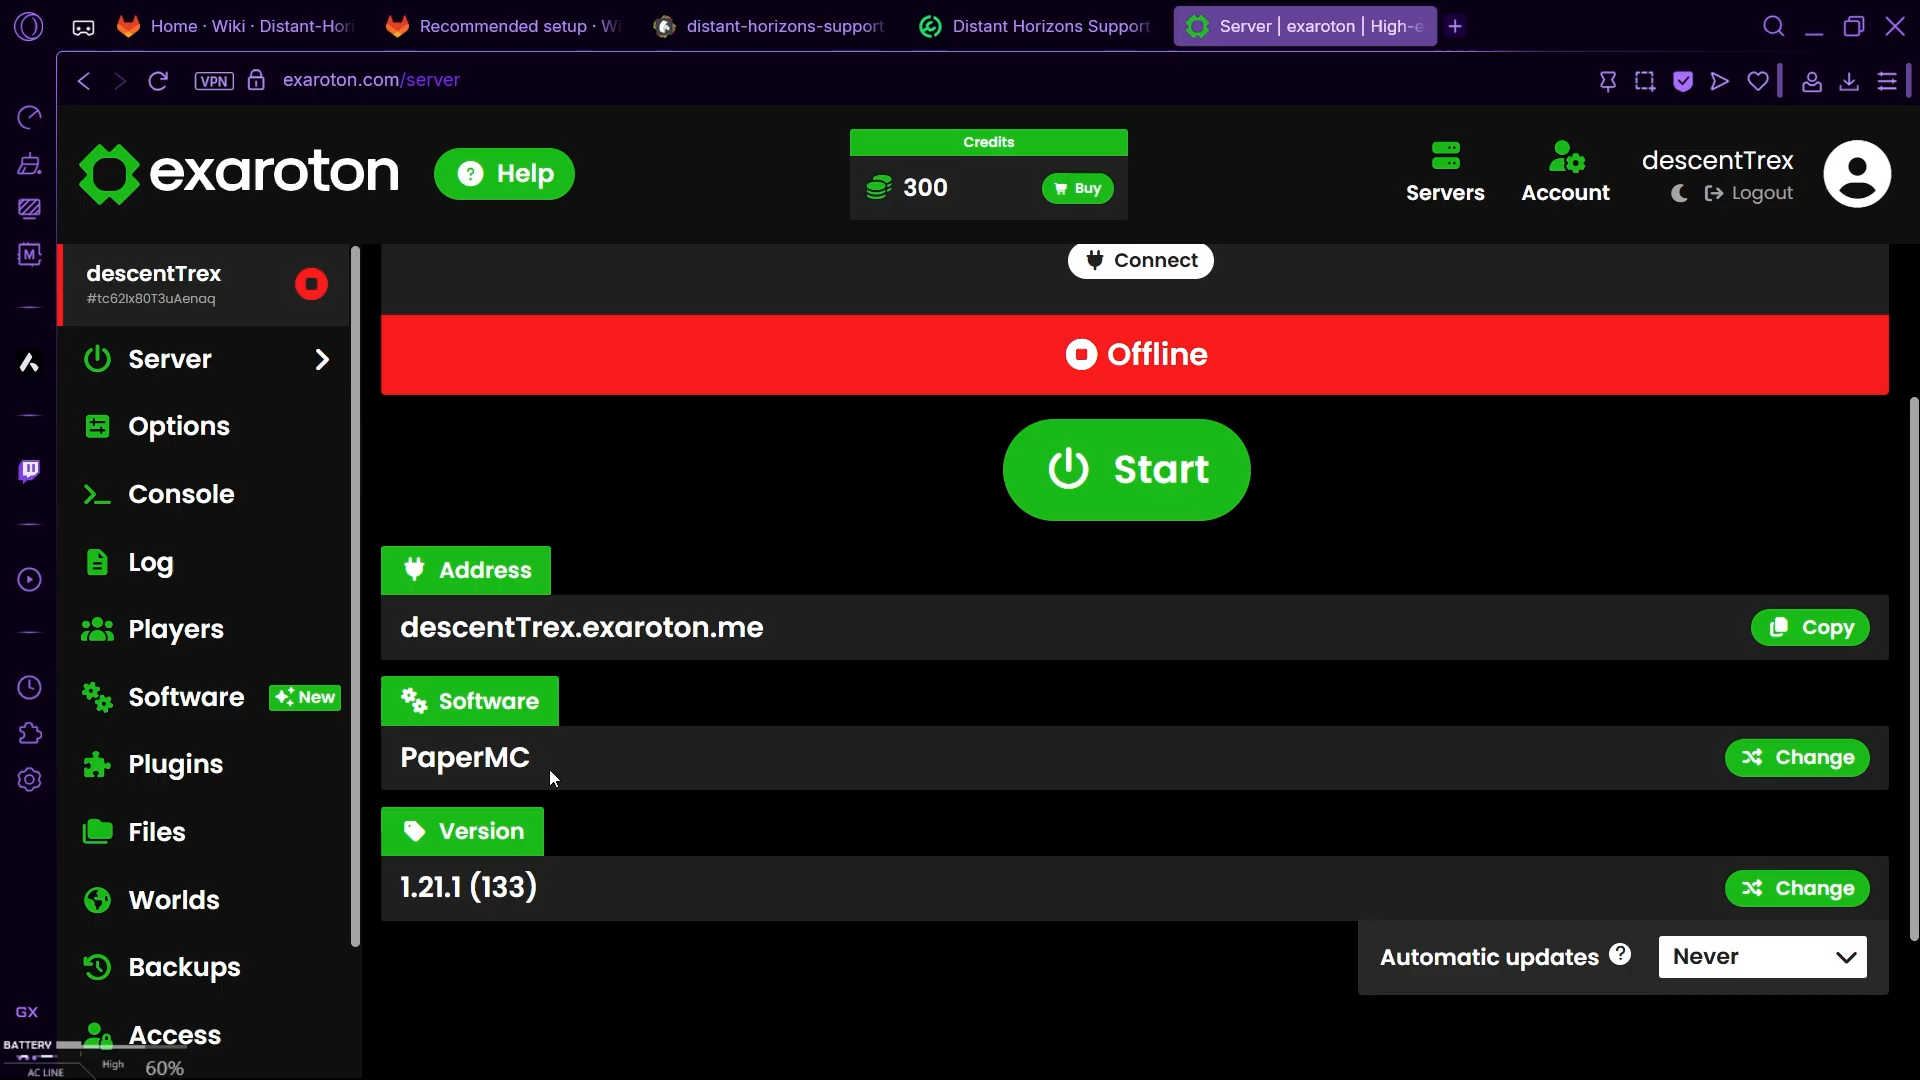 Home · Wiki · Distant-Hori
Recommended setup · Wi
distant-horizons-support
Distant Horizons Support
Server | exaroton | High-e
VPN
exaroton.com/server
exaroton
Help
Credits
300
Buy
Servers
Account
descentTrex
Logout
descentTrex
#tc62lx80T3uAenaq
Server
Options
Console
Log
Players
Software
New
Plugins
Files
Worlds
Backups
Access
Connect
Offline
Start
Address
descentTrex.exaroton.me
Copy
Software
PaperMC
Change
Version
1.21.1 (133)
Change
Automatic updates
Never
GX
BATTERY
AC LINE
High
60%